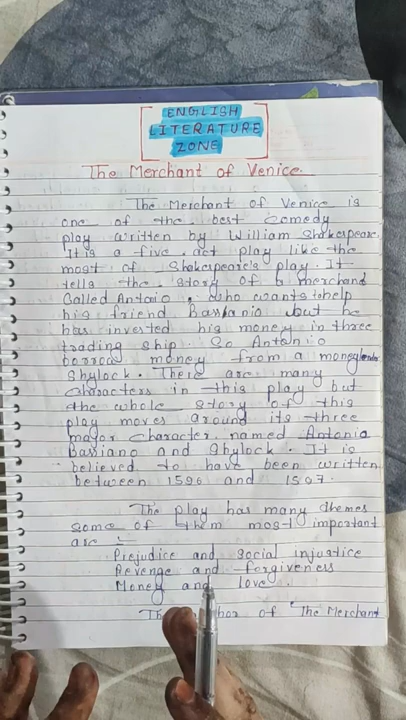 ENGLISH
LITERATURE
ZONE
The Merchant of Venice
The Merchant of Venice is
one of the best Comedy
play written by William Shakespeare.
It is a five act play like the
most of Shakespeare's play. It
tells the story of a merchand
Called Antoio. who wants to help
his friend Bassanio but he
has inverted his money in three
trading ship. So Antonio
borrow money from a moneylender
Shylock. There are many
characters in this play but
the whole story of this
play moves around its three
major character named Antonio
Bassiano and Shylock. It is
believed to have been written
between 1596 and 1597.
The play has many themes
some of them most important
are :-
Prejudice and social injustice
Revenge and forgiveness
Money and love.
of "The Merchant